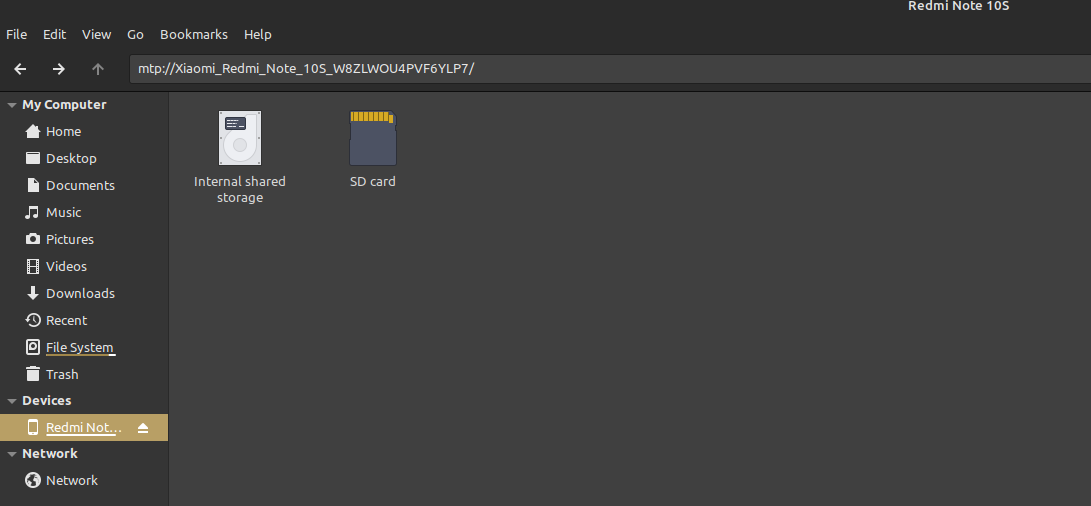 Redmi Note 10S
File Edit View Go Bookmarks Help
mtp://Xiaomi_Redmi_Note_10S_W8ZLWOU4PVF6YLP7/
My Computer
Home
Desktop
Documents
Music
Pictures
Videos
Downloads
Recent
File System
Trash
Devices
Redmi Not...
Network
Network
Internal shared
storage
SD card